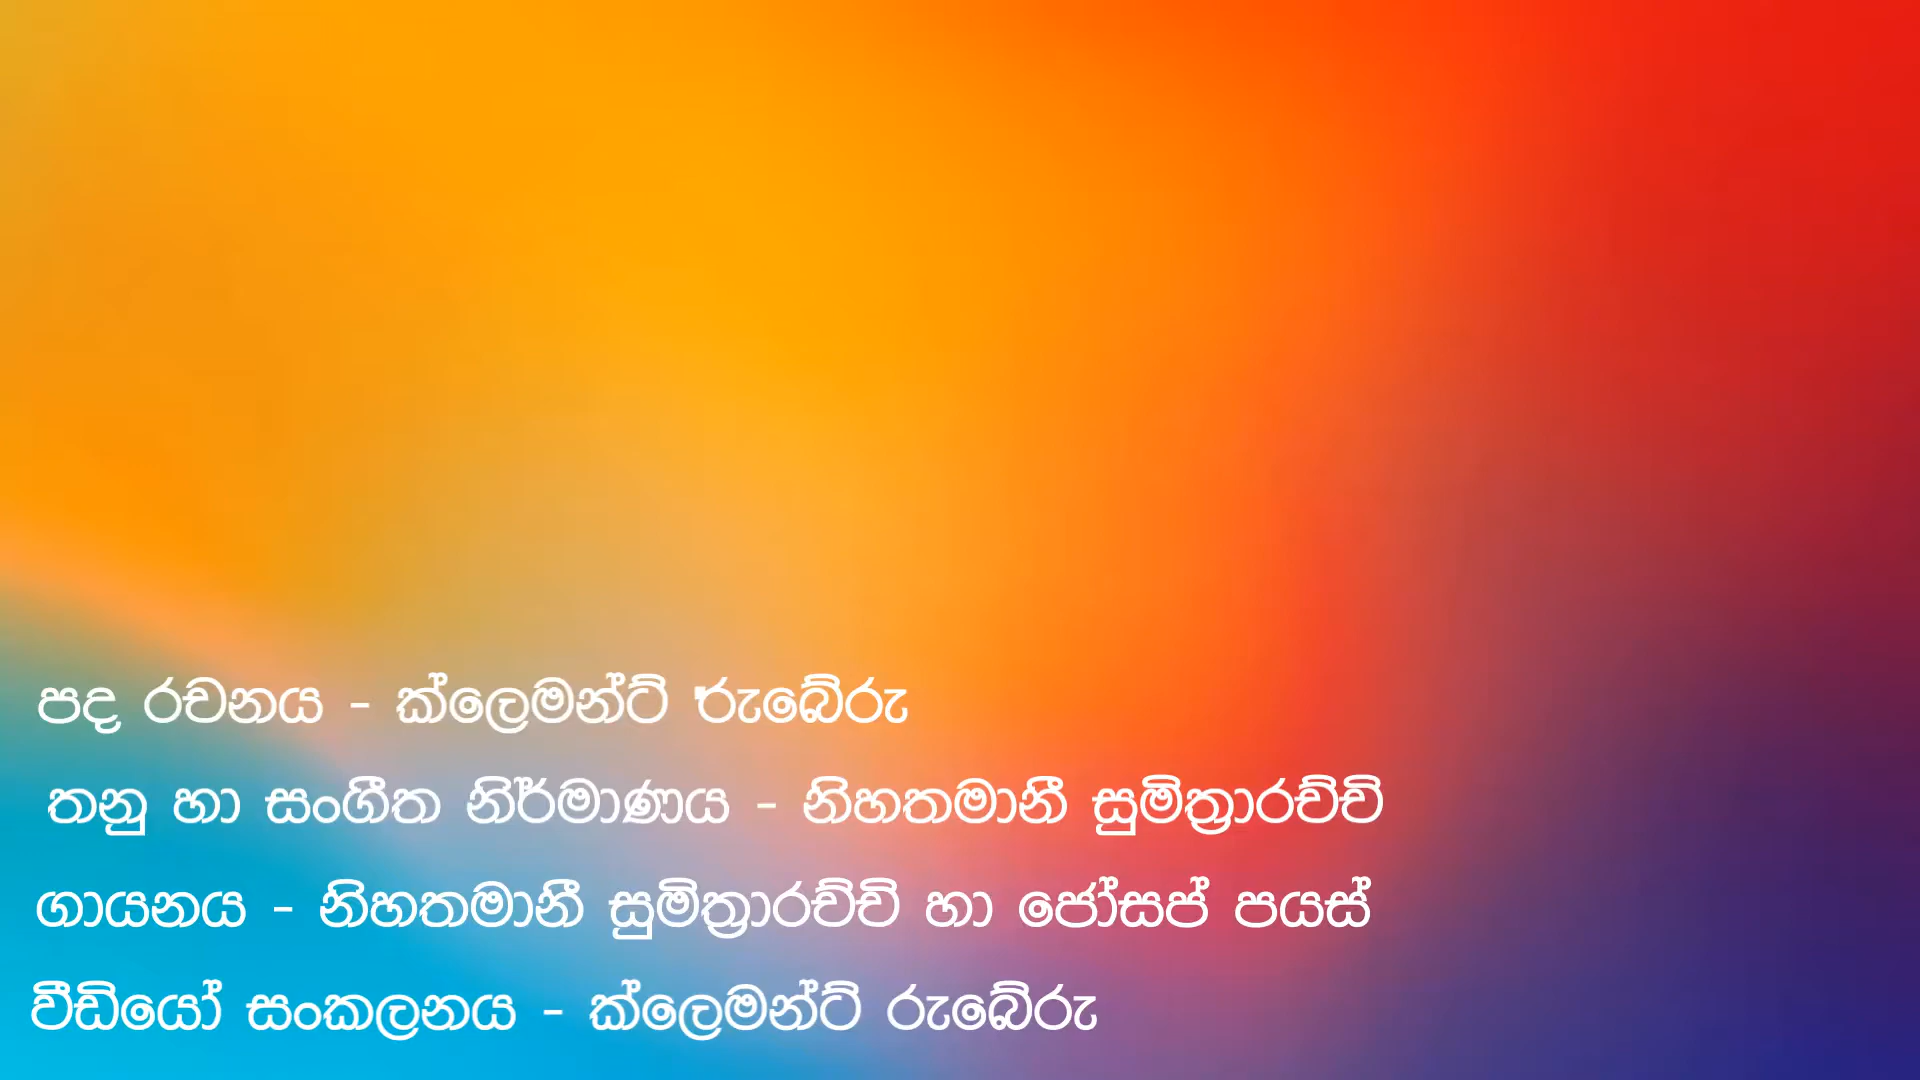 පද රචනය - ක්ලෙමන්ට් 'රුබේරු
තනු හා සංගීත නිර්මාණය - නිහතමානී සුමිත්‍රාරච්චි
ගායනය - නිහතමානී සුමිත්‍රාරච්චි හා ජෝසප් පයස්
වීඩියෝ සංකලනය - ක්ලෙමන්ට් රුබේරු